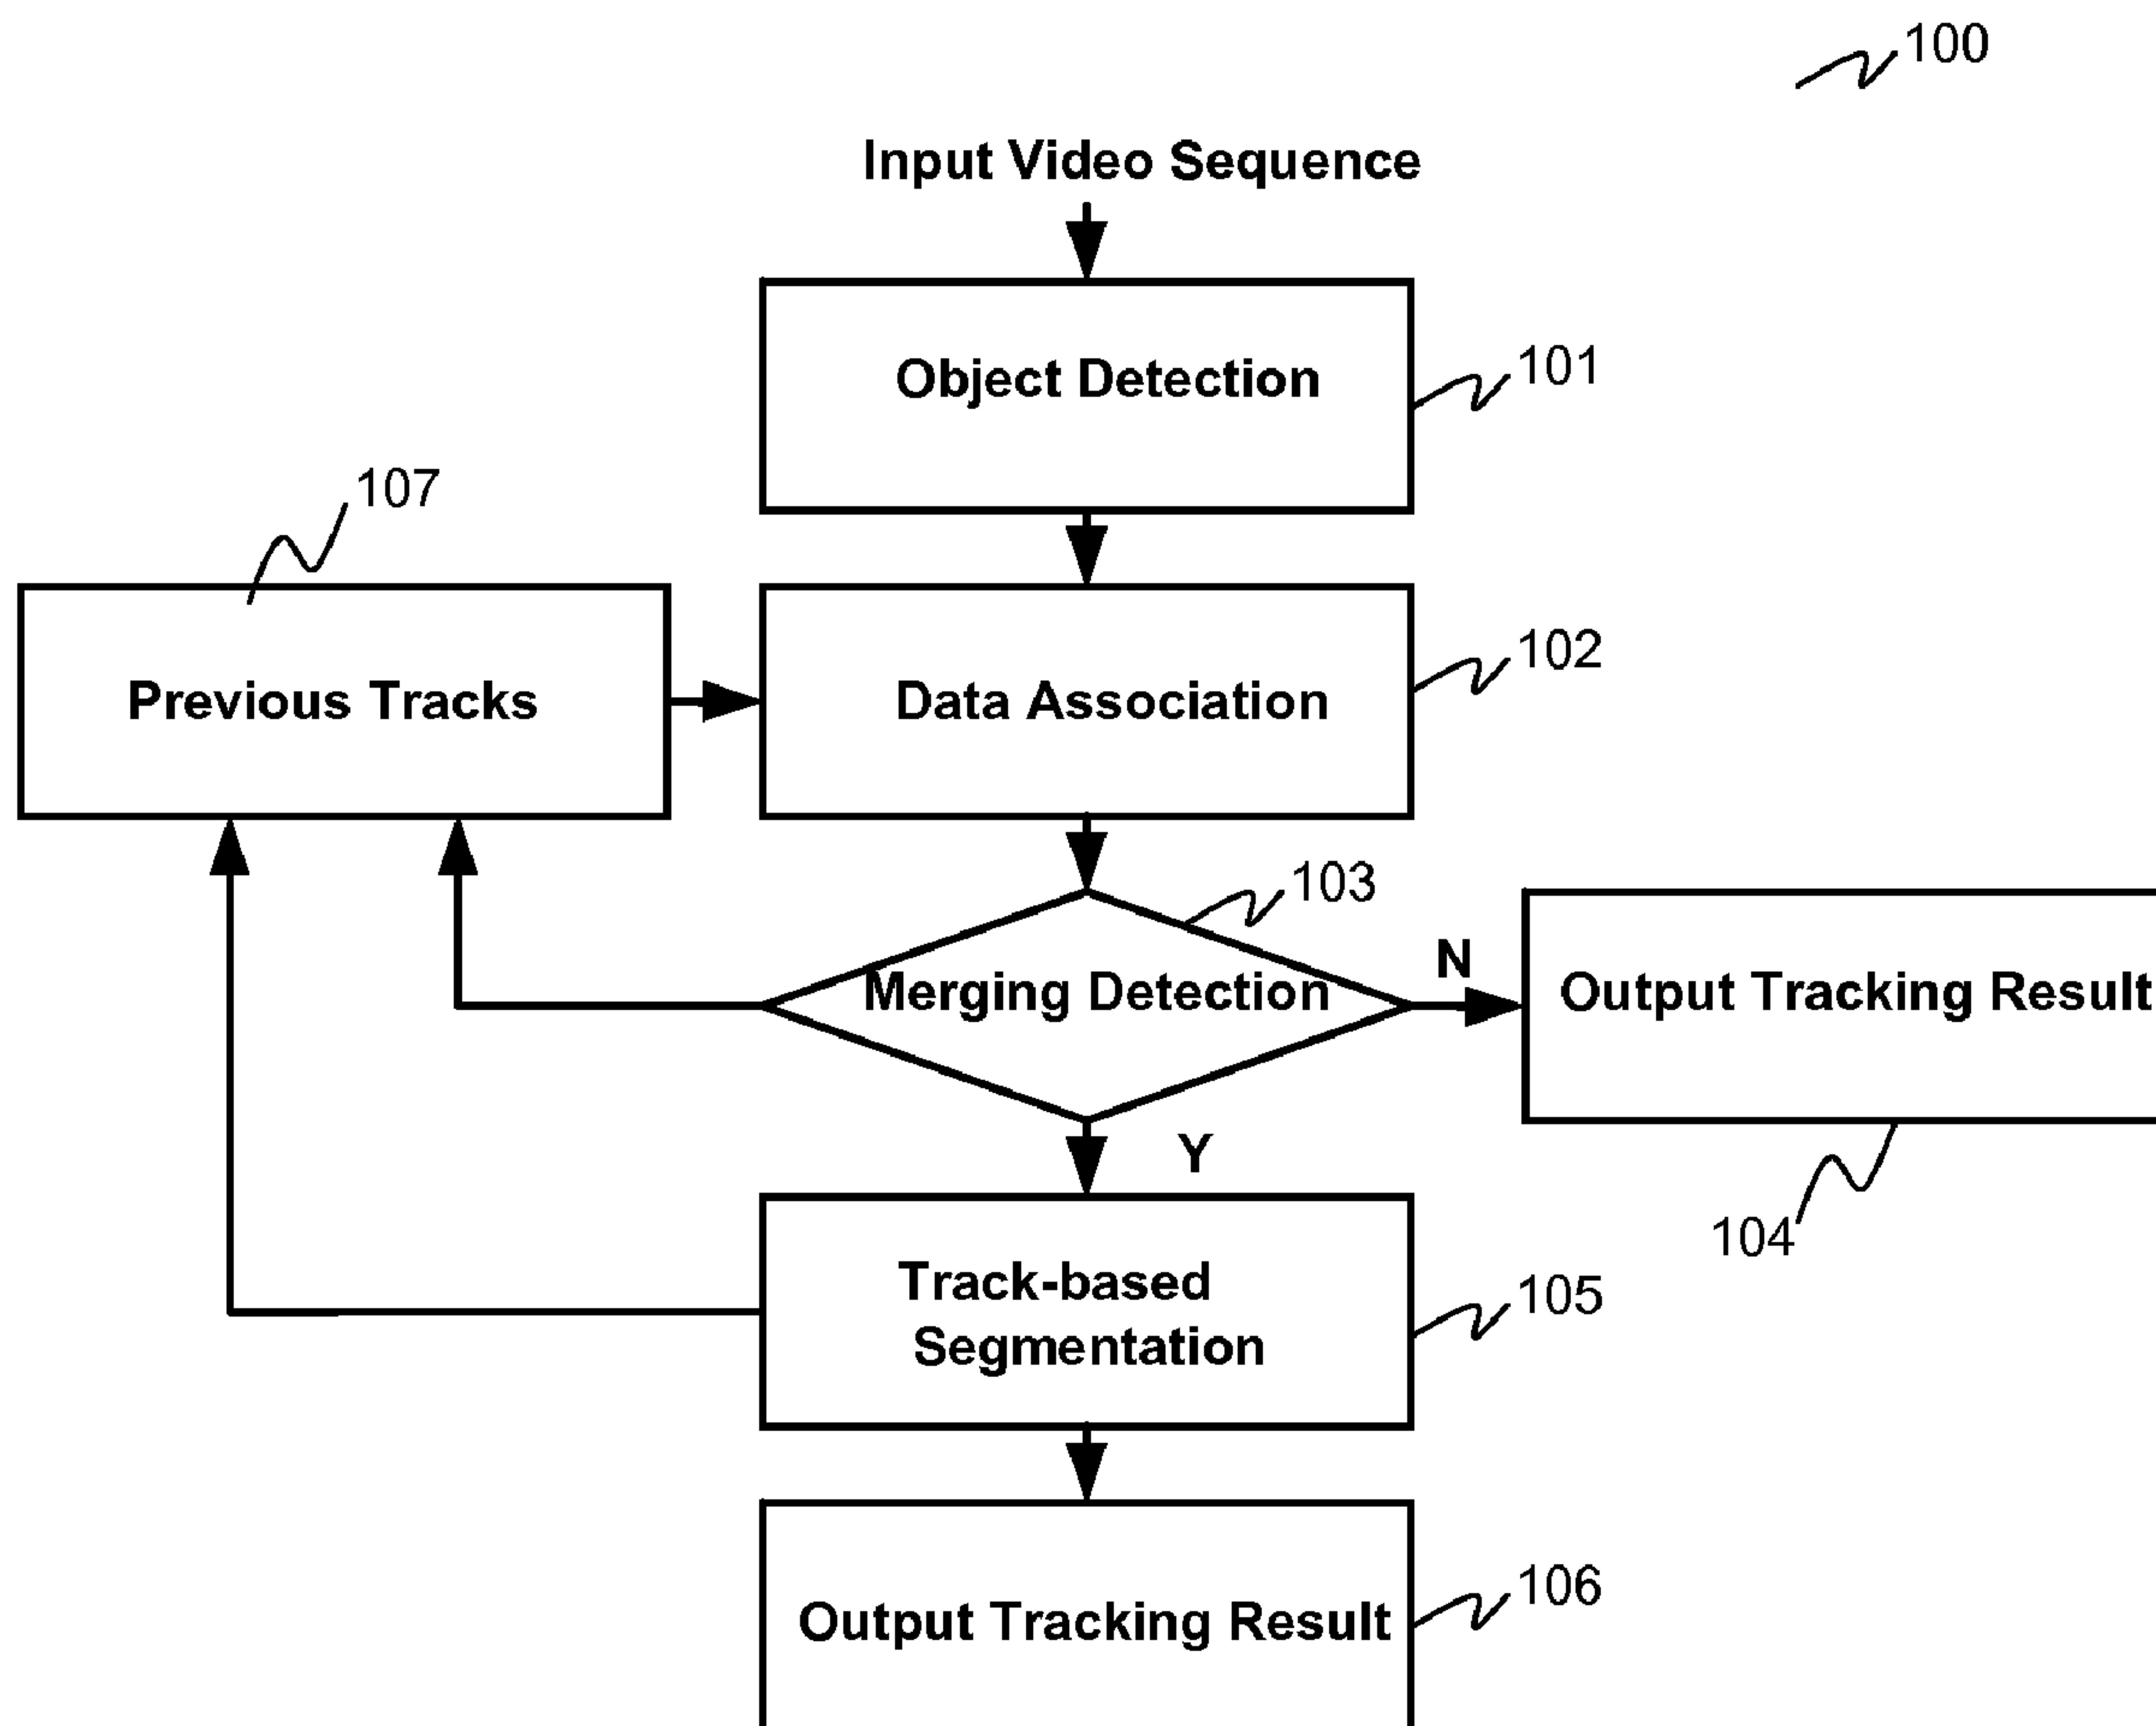 100
Input Video Sequence
Object Detection
101
107
Previous Tracks
Data Association
102
103
Merging Detection
N
Output Tracking Result
Y
104
Track-based
Segmentation
105
Output Tracking Result
106